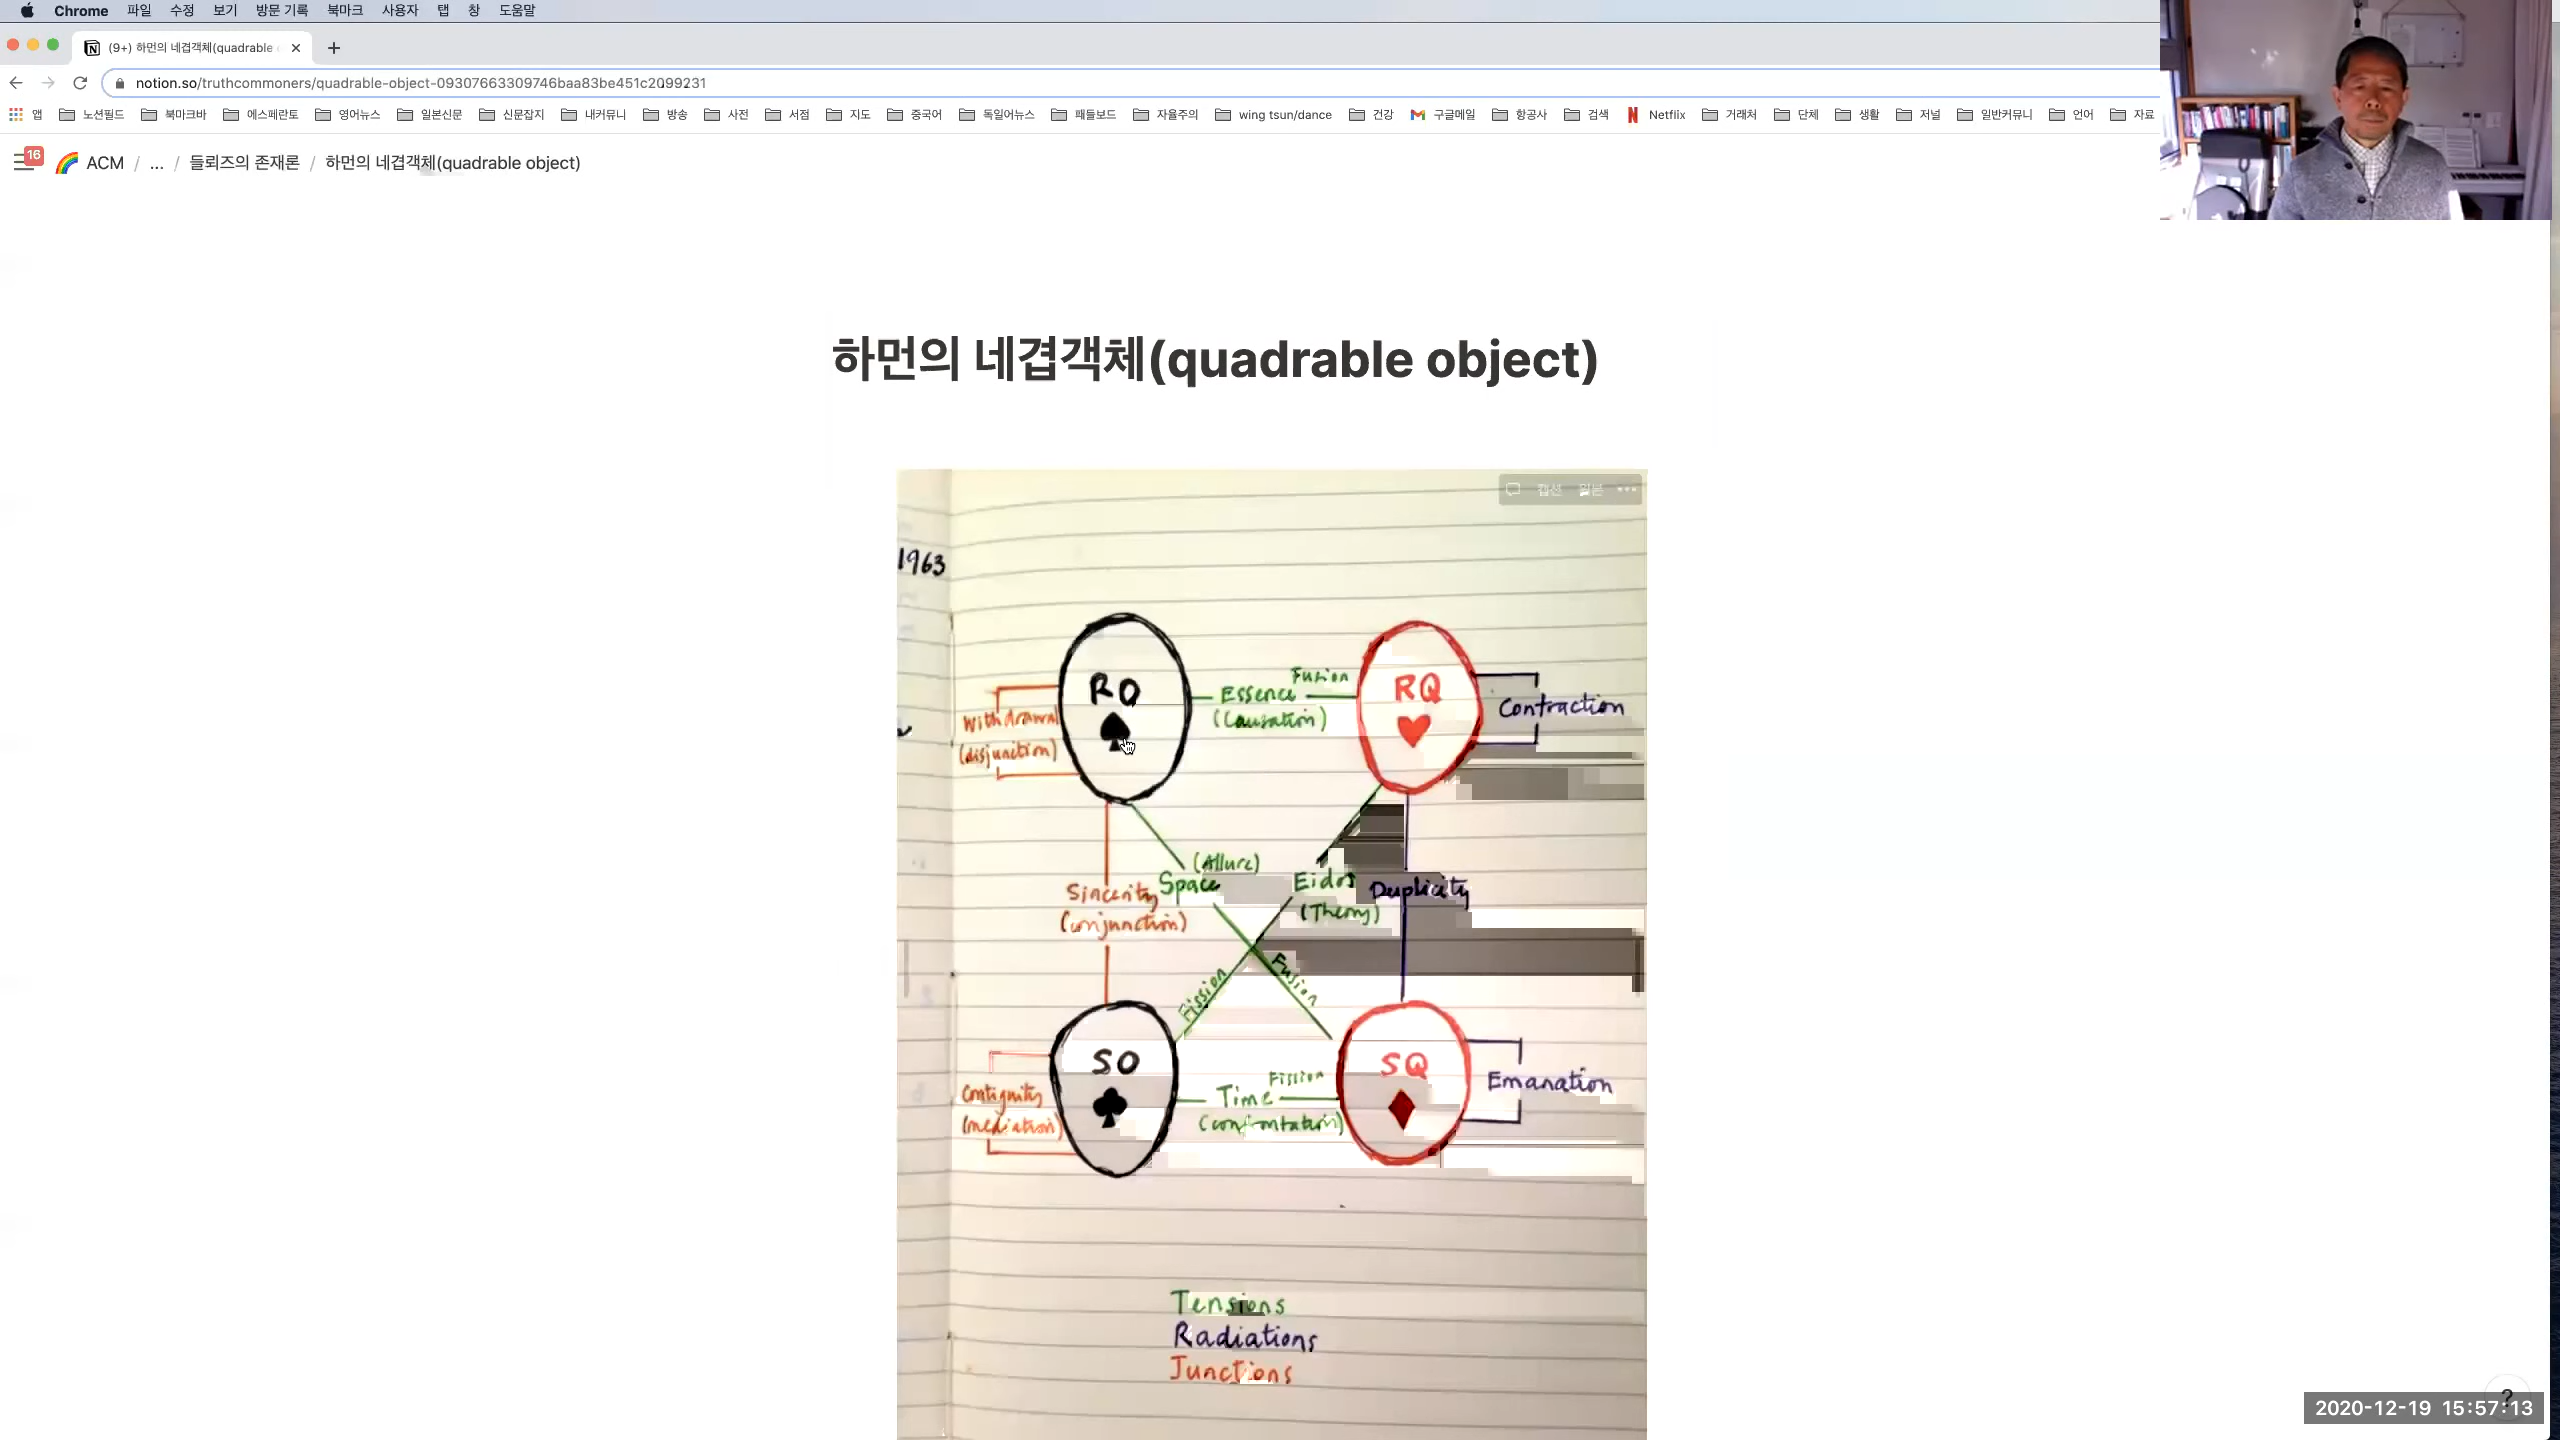 Chrome 파일 수정 보기 방문 기록 북마크 사용자 탭 창 도움말
(9+) 하먼의 네겹객체(quadrable
notion.so/truthcommoners/quadrable-object-09307663309746baa83be451c2099231
앱 노션필드 북마크바 에스페란토 영어뉴스 일본신문 신문잡지 내커뮤니 방송 사전 서점 지도 중국어 독일어뉴스 패들보드 자율주의 wing tsun/dance 건강 구글메일 항공사 검색 Netflix 거래처 단체 생활 저널 일반커뮤니 언어 자료
16 ACM / ... / 들뢰즈의 존재론 / 하먼의 네겹객체(quadrable object)
하먼의 네겹객체(quadrable object)
캡션 원본
1963
RO
RQ
Fusion
Essence
(Causation)
Withdrawal
(disjunction)
Contraction
(Allure)
Space
Eidos
(Theory)
Duplicity
Sincerity
(conjunction)
Fission
Fusion
SO
SQ
Fission
Time
(confrontation)
Contiguity
(mediation)
Emanation
Tensions
Radiations
Junctions
?
2020-12-19 15:57:13